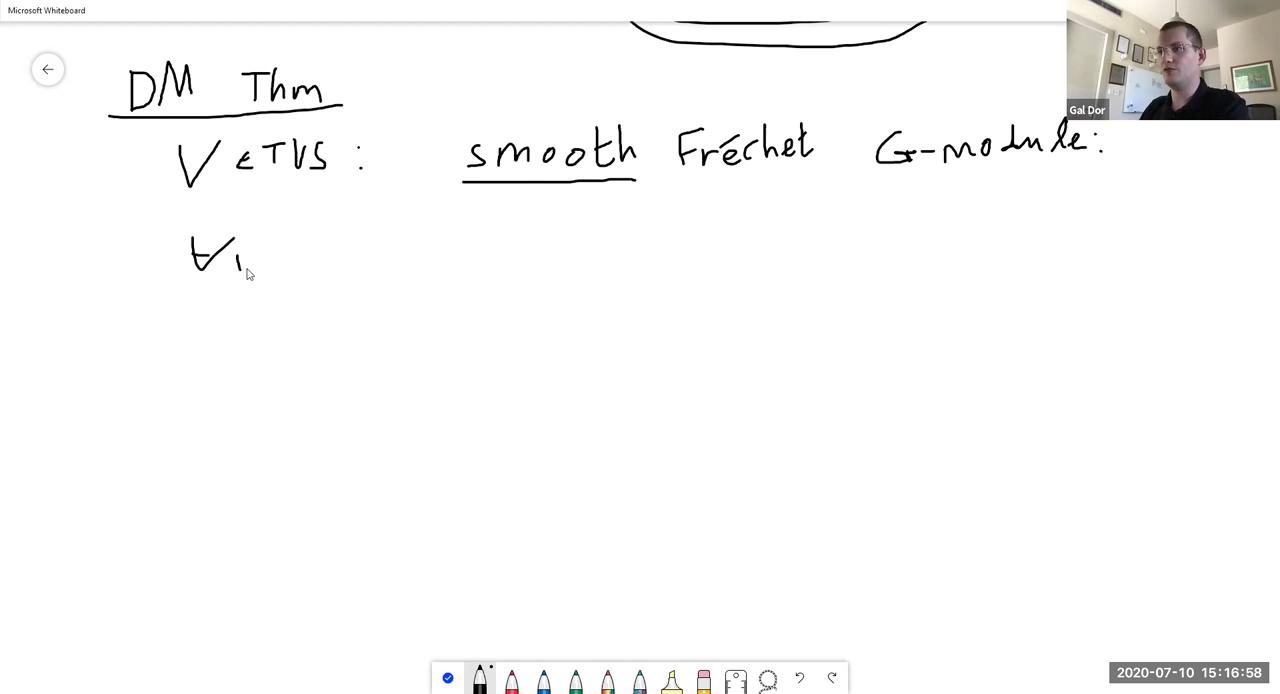 Microsoft Whiteboard
DM Thm
V ∈ TVS : smooth Fréchet G-module:
∀
Gal Dor
2020-07-10 15:16:58